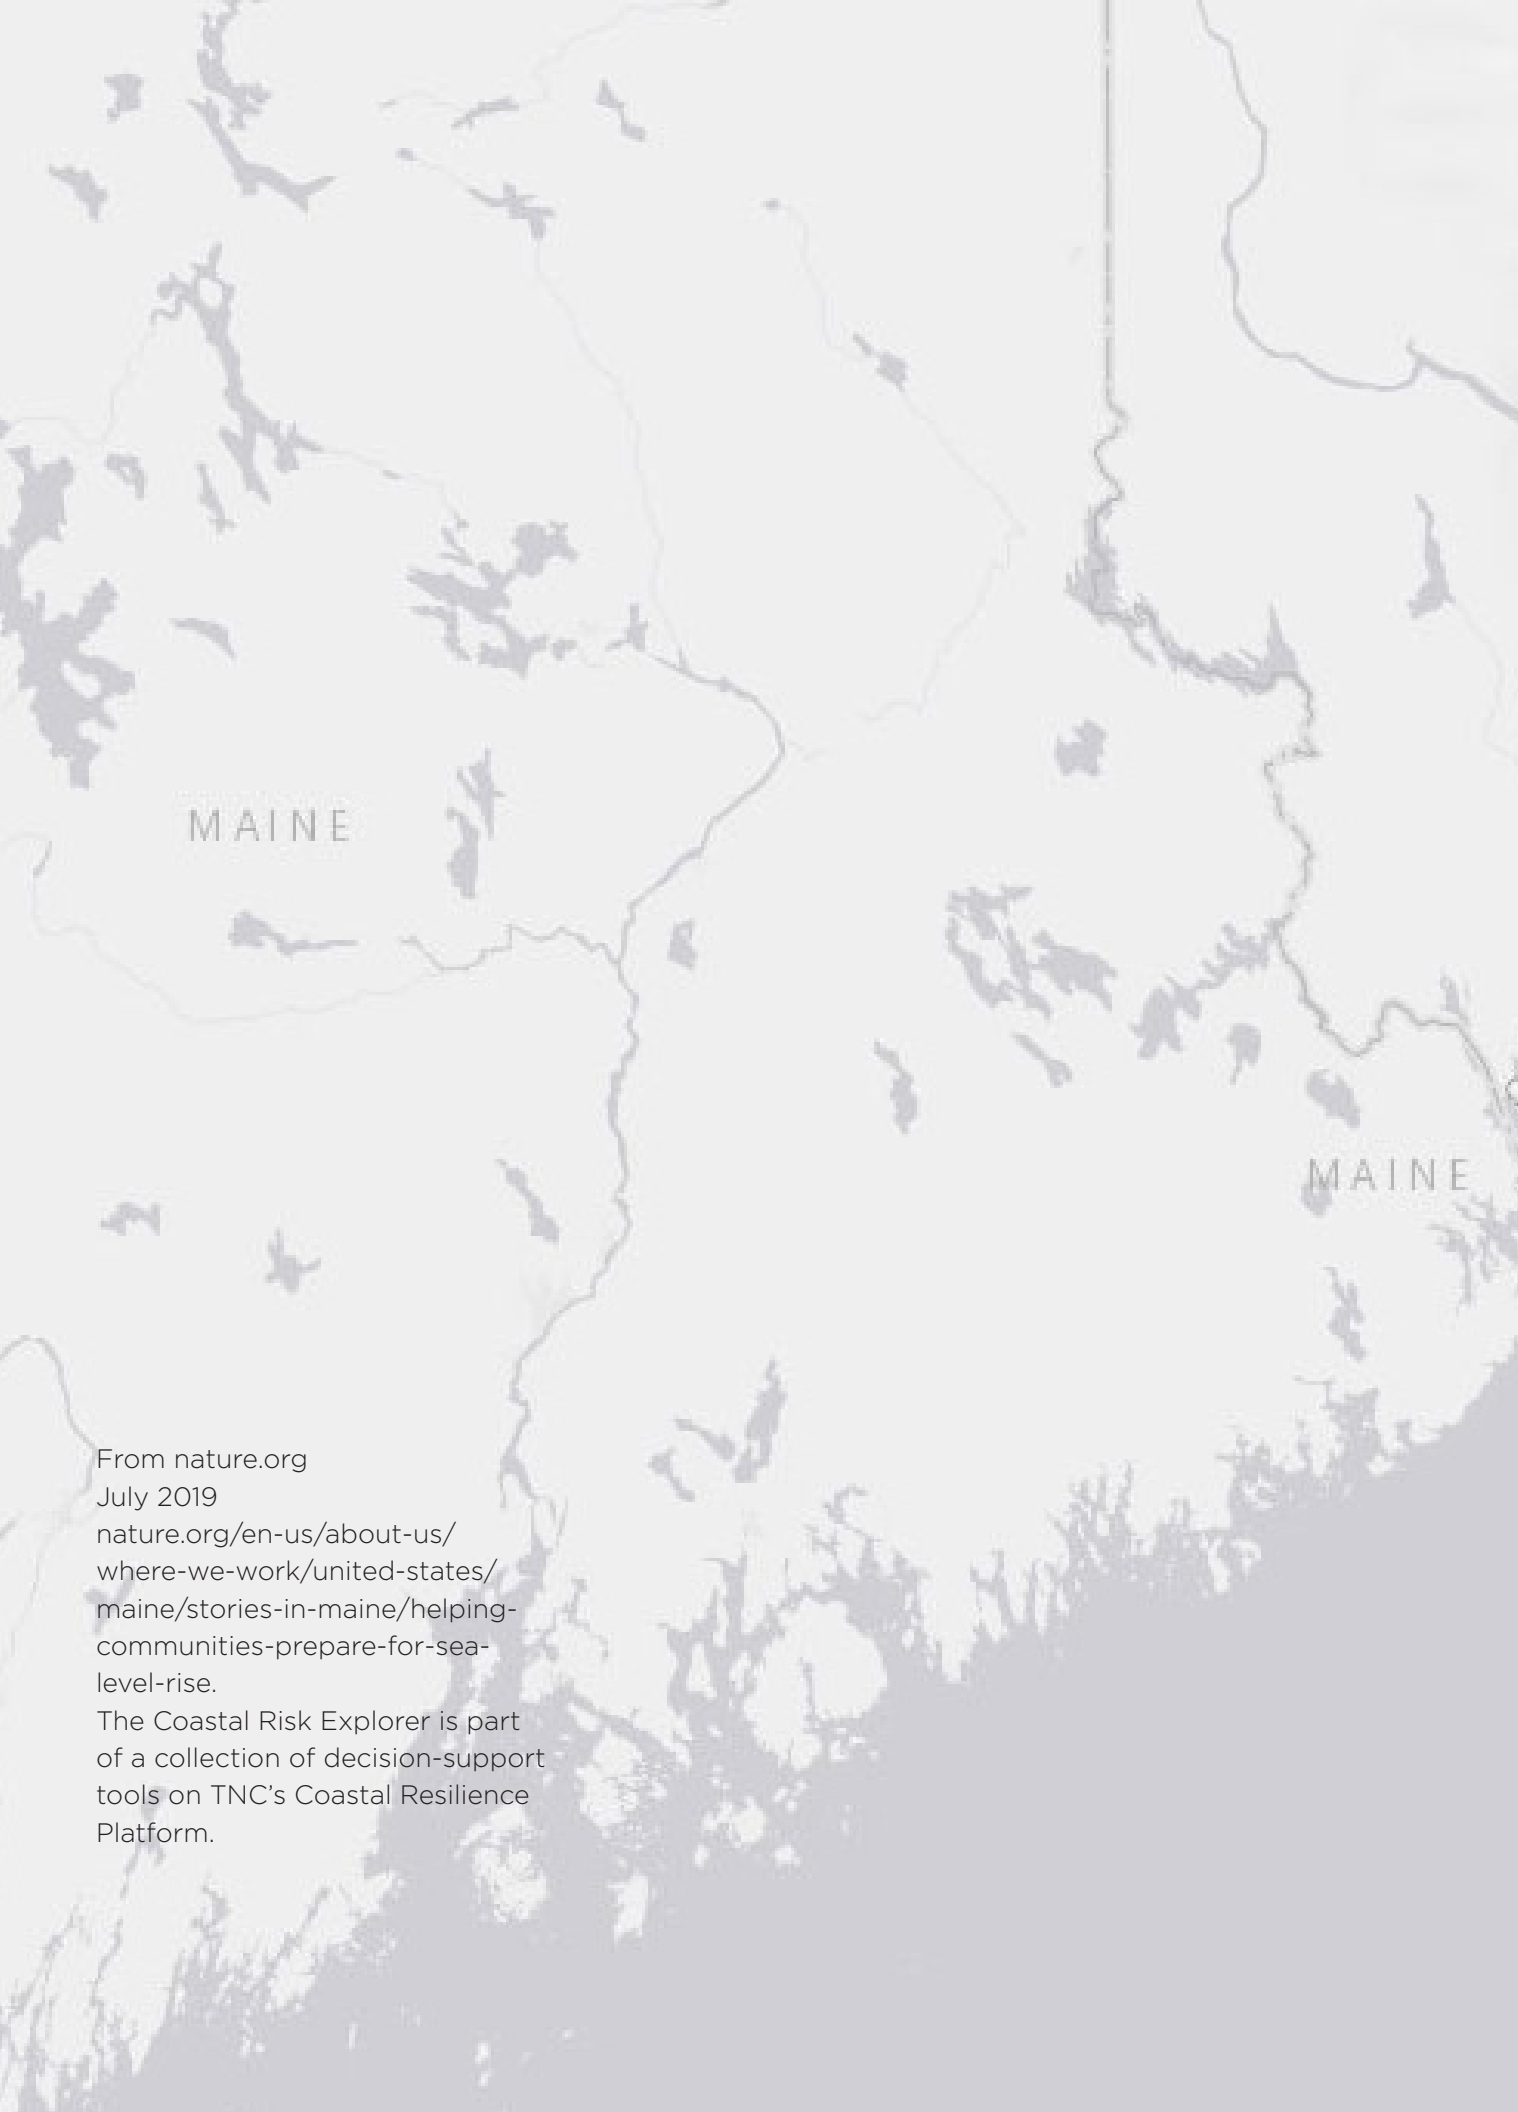 MAINE
MAINE
From nature.org
July 2019
nature.org/en-us/about-us/
where-we-work/united-states/
maine/stories-in-maine/helping-
communities-prepare-for-sea-
level-rise.
The Coastal Risk Explorer is part
of a collection of decision-support
tools on TNC’s Coastal Resilience
Platform.